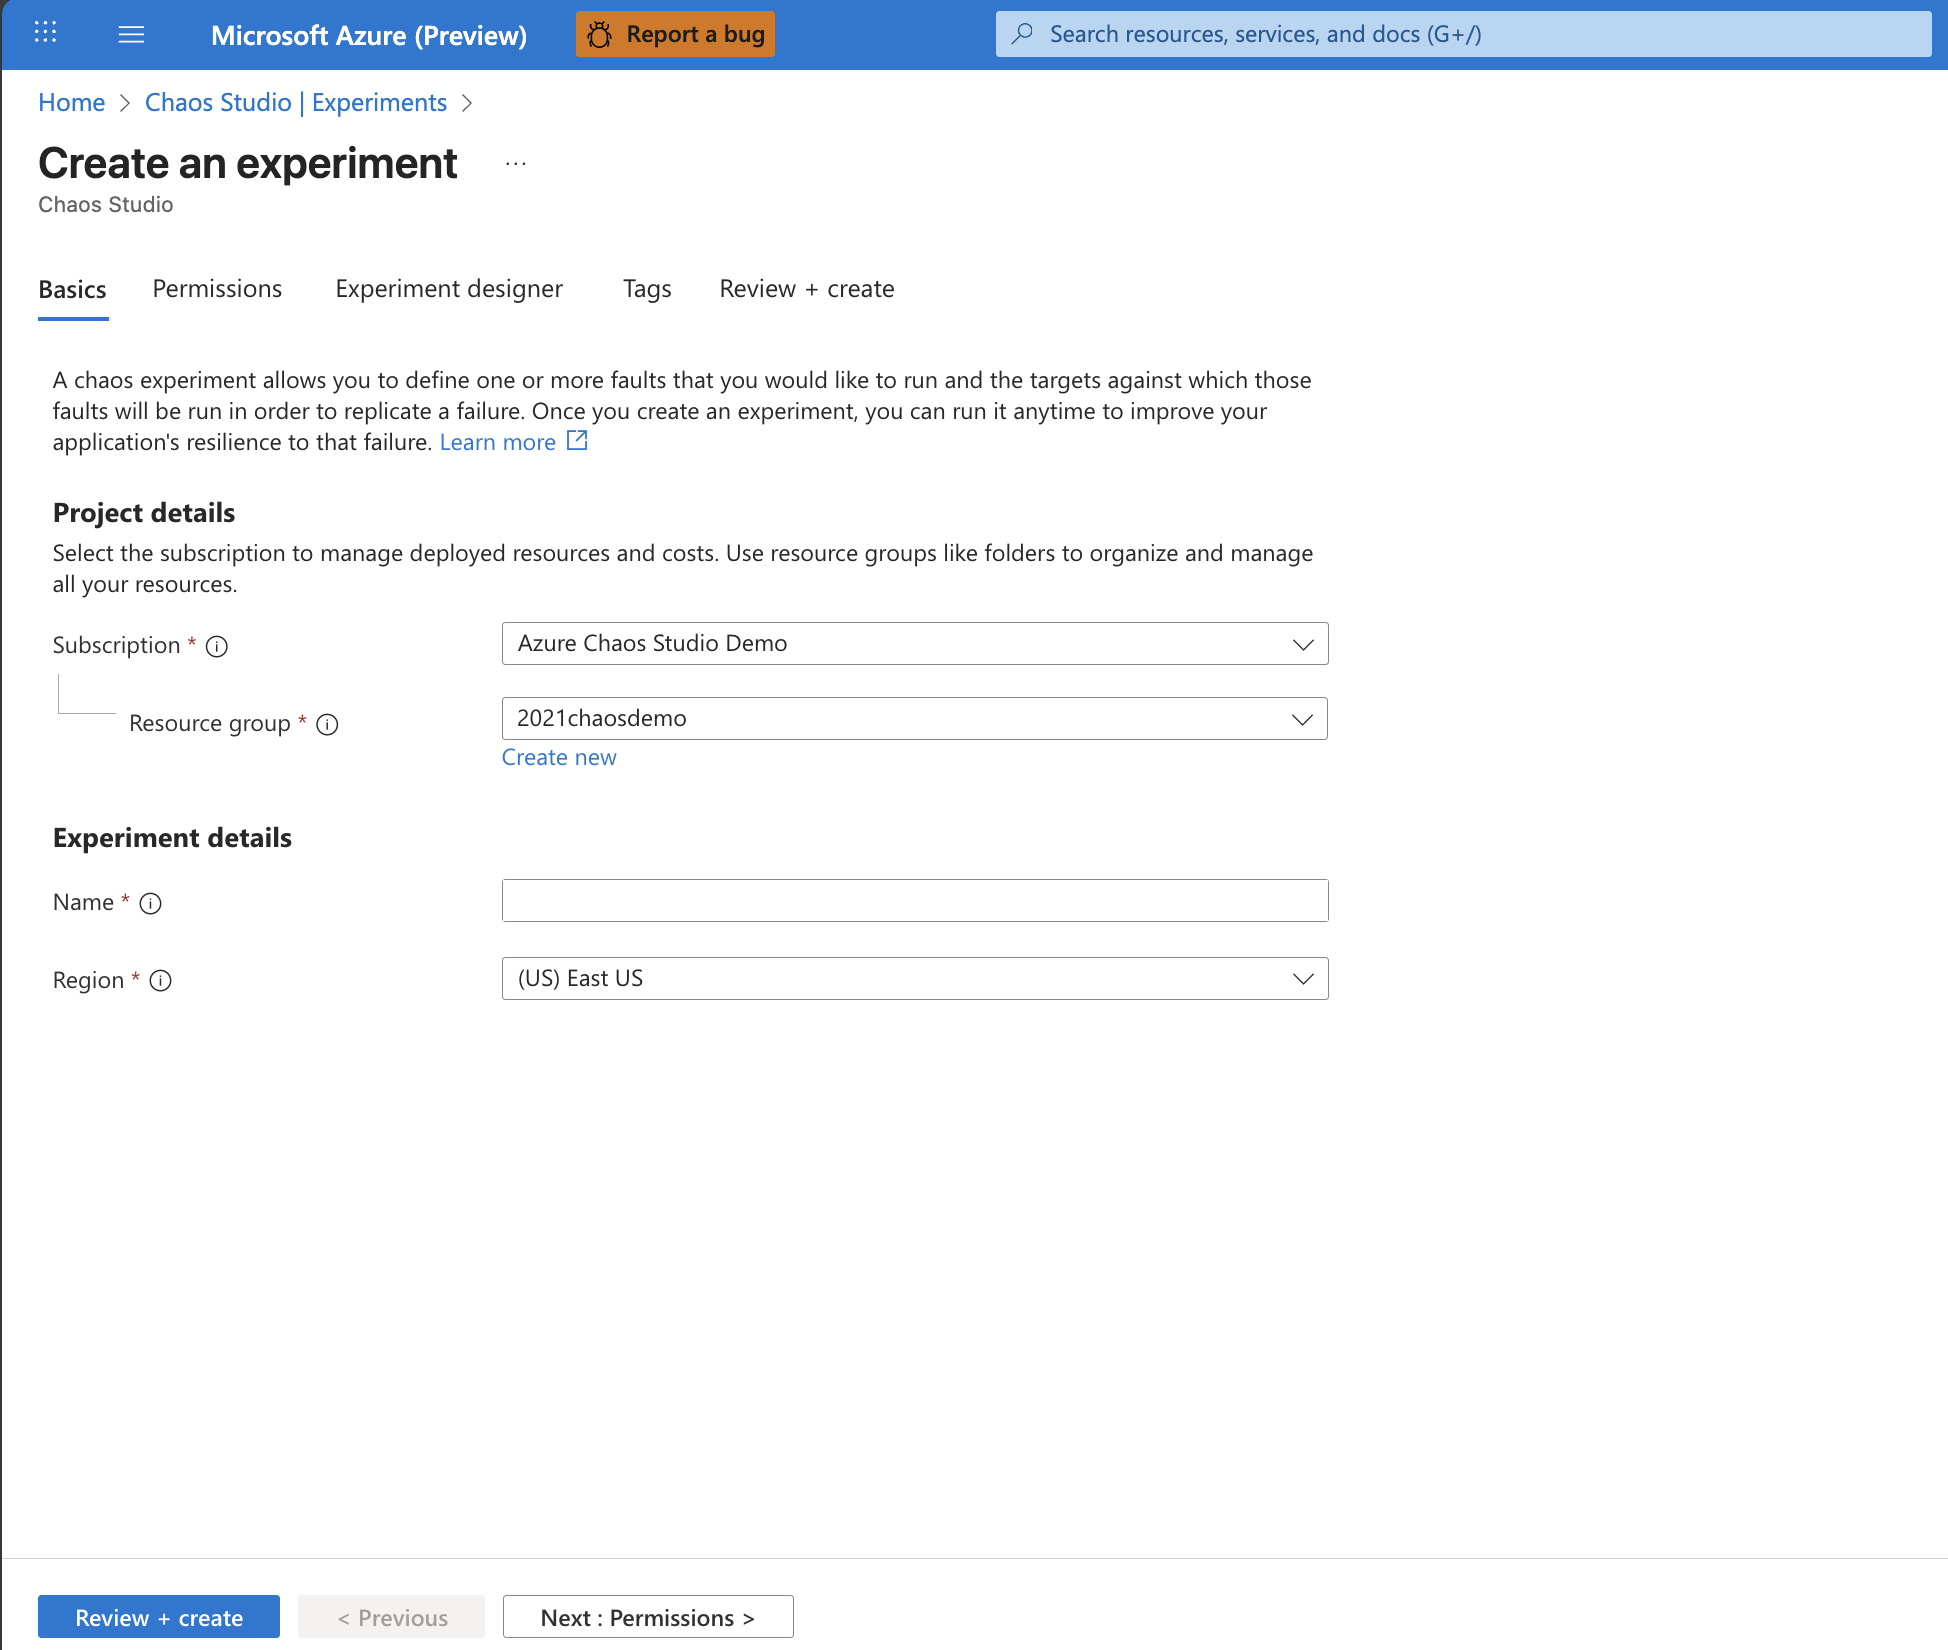 Microsoft Azure (Preview)
Report a bug
Search resources, services, and docs (G+/)
Home > Chaos Studio | Experiments >
Create an experiment ...
Chaos Studio
Basics Permissions Experiment designer Tags Review + create
A chaos experiment allows you to define one or more faults that you would like to run and the targets against which those
faults will be run in order to replicate a failure. Once you create an experiment, you can run it anytime to improve your
application's resilience to that failure. Learn more
Project details
Select the subscription to manage deployed resources and costs. Use resource groups like folders to organize and manage
all your resources.
Subscription * Azure Chaos Studio Demo
Resource group * 2021chaosdemo
Create new
Experiment details
Name *
Region * (US) East US
Review + create < Previous Next : Permissions >